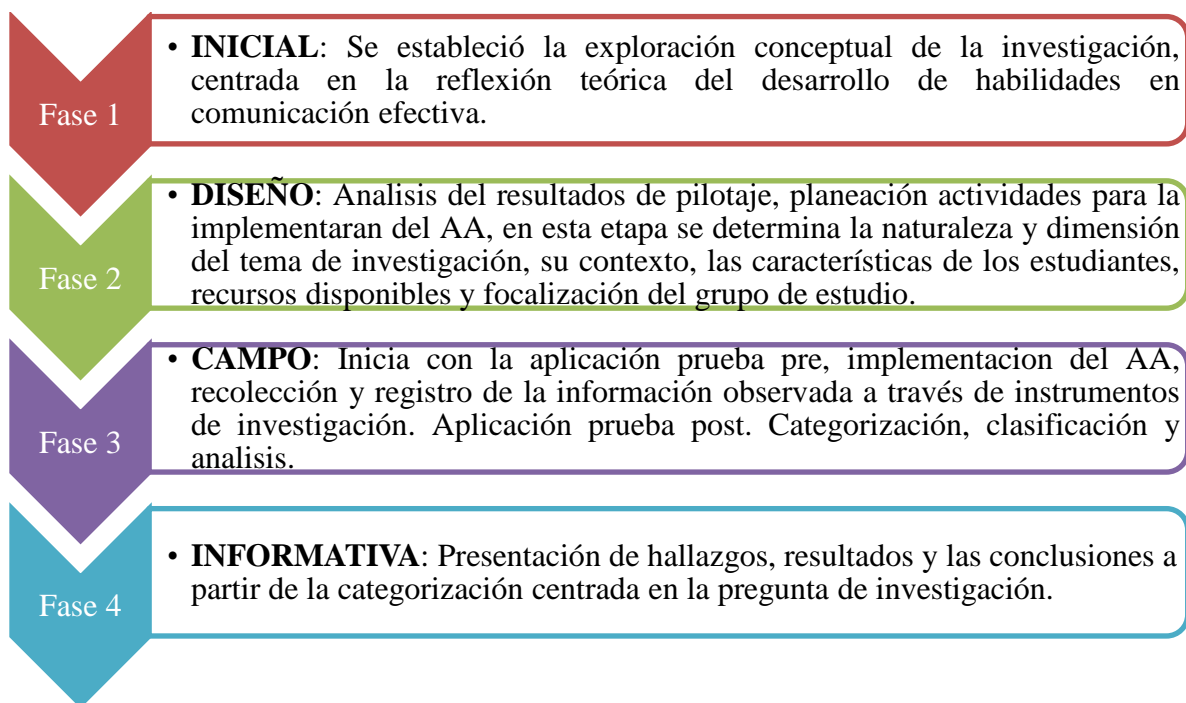 Fase 1
• INICIAL: Se estableció la exploración conceptual de la investigación,
centrada en la reflexión teórica del desarrollo de habilidades en
comunicación efectiva.
Fase 2
• DISEÑO: Analisis del resultados de pilotaje, planeación actividades para la
implementaran del AA, en esta etapa se determina la naturaleza y dimensión
del tema de investigación, su contexto, las características de los estudiantes,
recursos disponibles y focalización del grupo de estudio.
Fase 3
• CAMPO: Inicia con la aplicación prueba pre, implementacion del AA,
recolección y registro de la información observada a través de instrumentos
de investigación. Aplicación prueba post. Categorización, clasificación y
analisis.
Fase 4
• INFORMATIVA: Presentación de hallazgos, resultados y las conclusiones a
partir de la categorización centrada en la pregunta de investigación.